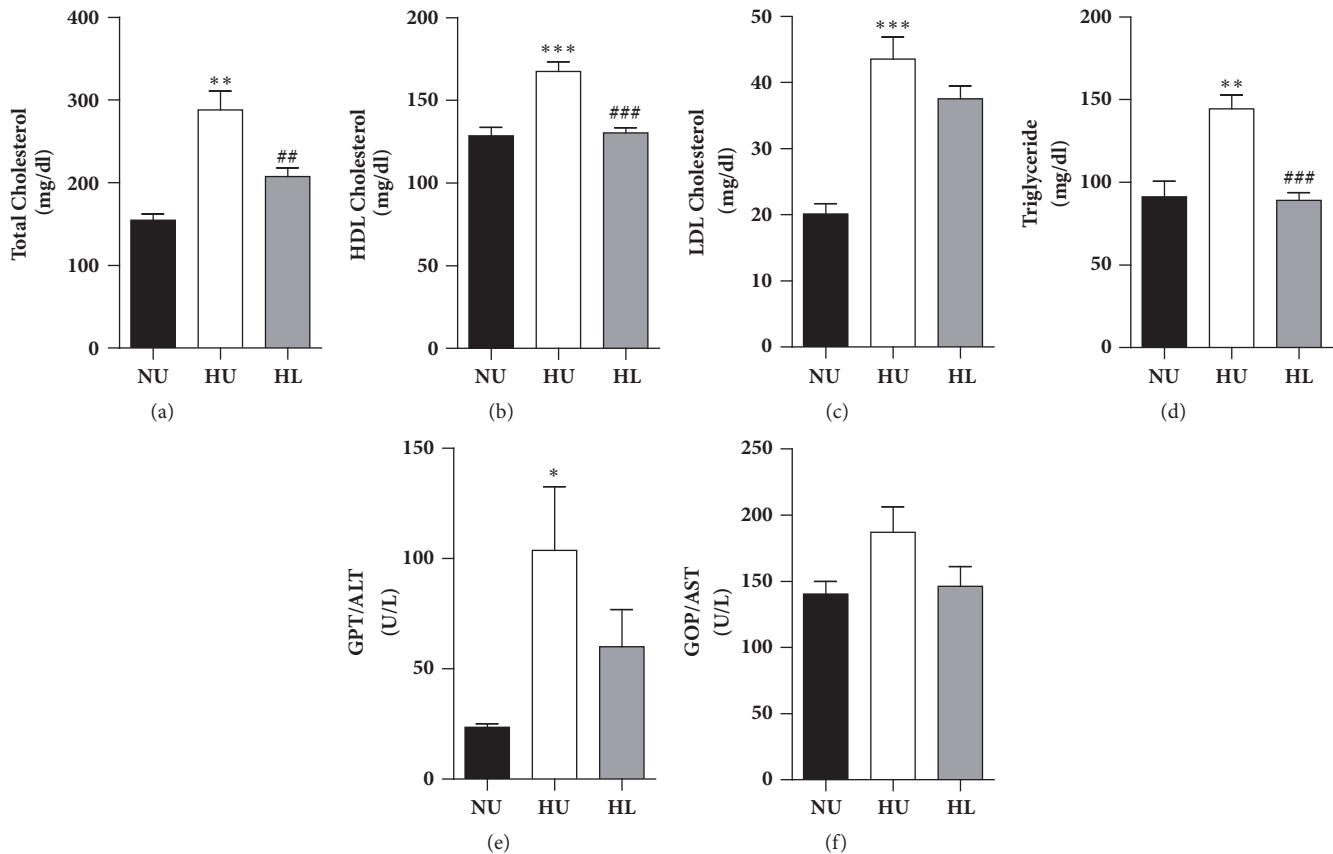 Total Cholesterol
(mg/dl)
400
300
200
100
0
**
##
NU HU HL
(a)
HDL Cholesterol
(mg/dl)
200
150
100
50
0
***
###
NU HU HL
(b)
LDL Cholesterol
(mg/dl)
50
40
30
20
10
0
***
NU HU HL
(c)
Triglyceride
(mg/dl)
200
150
100
50
0
**
###
NU HU HL
(d)
GPT/ALT
(U/L)
150
100
50
0
*
NU HU HL
(e)
GOP/AST
(U/L)
250
200
150
100
50
0
NU HU HL
(f)